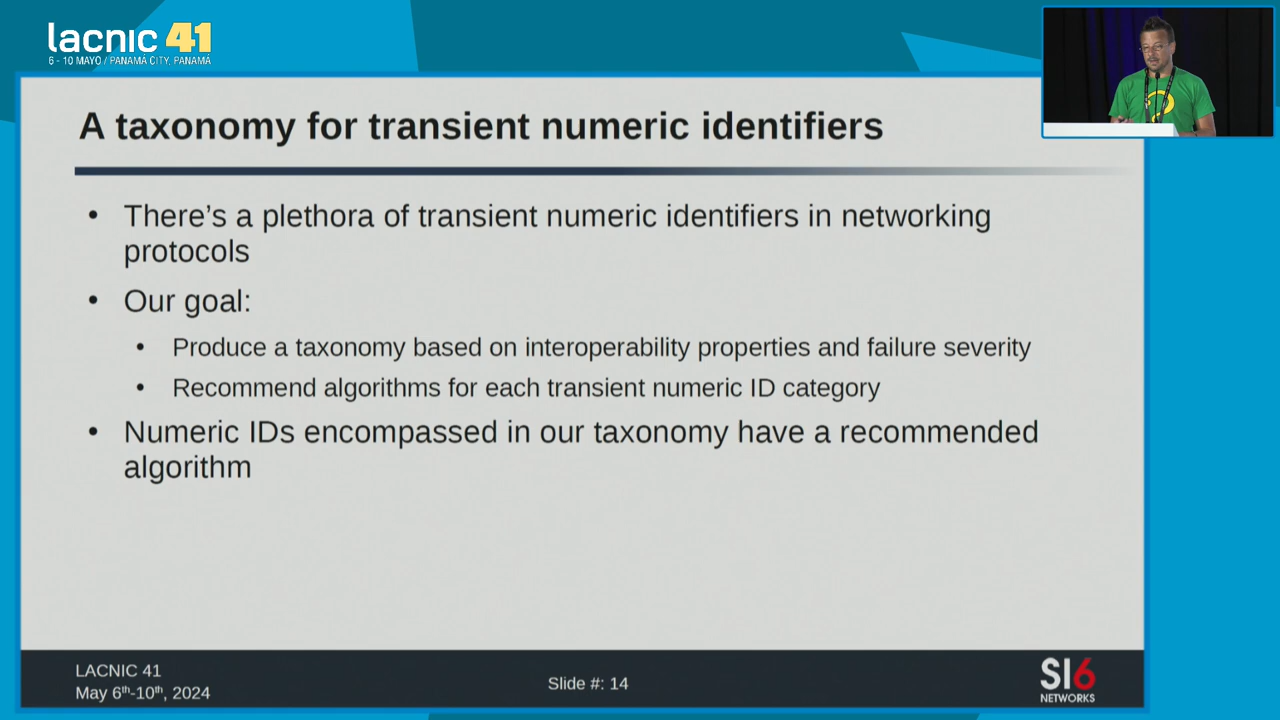 lacnic 41
6 - 10 MAYO / PANAMÁ CITY, PANAMÁ
A taxonomy for transient numeric identifiers
• There’s a plethora of transient numeric identifiers in networking
protocols
• Our goal:
• Produce a taxonomy based on interoperability properties and failure severity
• Recommend algorithms for each transient numeric ID category
• Numeric IDs encompassed in our taxonomy have a recommended
algorithm
LACNIC 41
May 6th-10th, 2024
Slide #: 14
SI6
NETWORKS